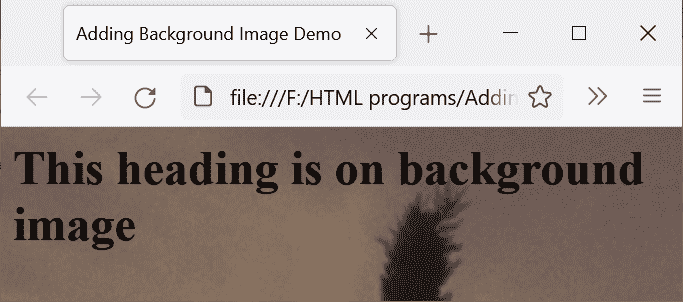 Adding Background Image Demo
file:///F:/HTML programs/Addin
This heading is on background
image